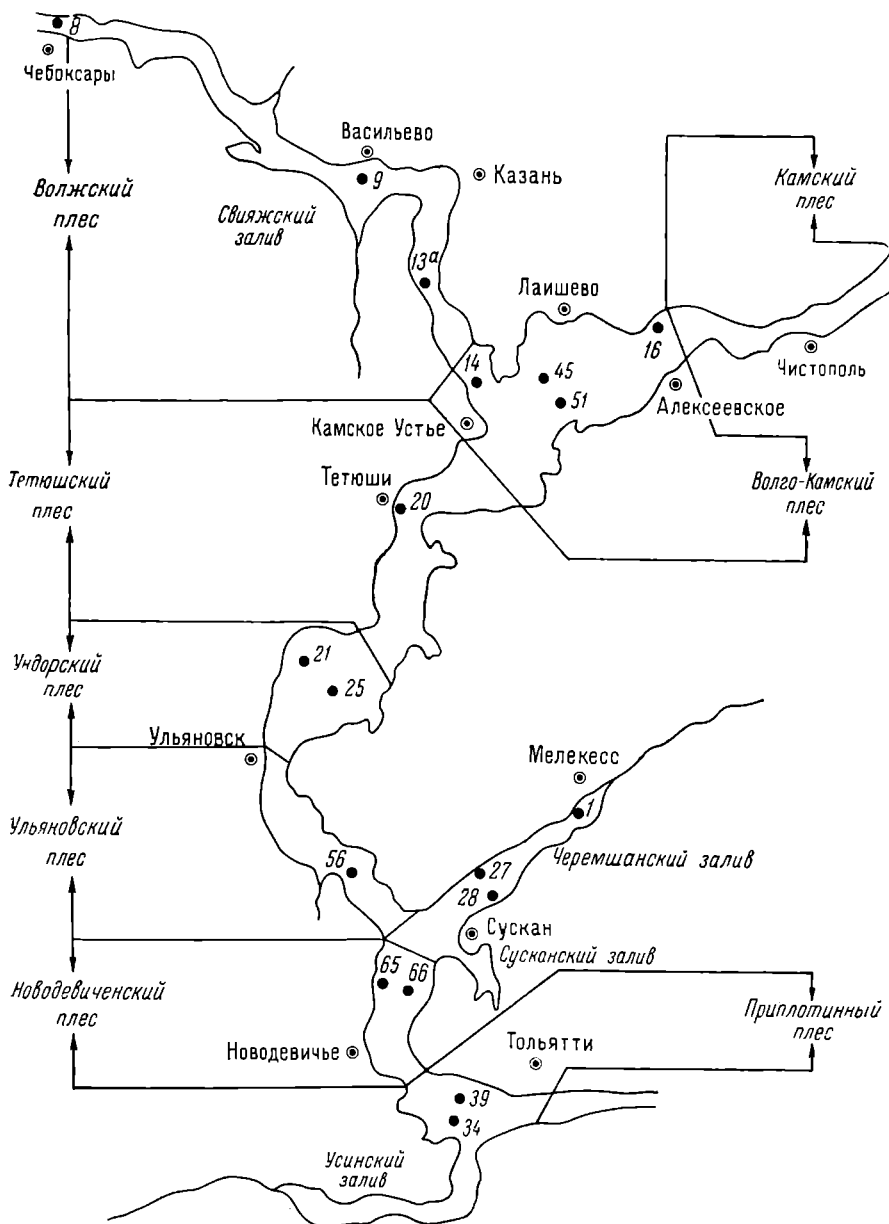 8
Чебоксары
Васильево
9
Казань
Камский
плес
Волжский
плес
Свияжский
залив
13а
Лаишево
16
Чистополь
14
45
51
Алексеевское
Камское Устье
Тетюшский
плес
Тетюши
20
Волго-Камский
плес
21
Ундорский
плес
25
Ульяновск
Мелекесс
1
Ульяновский
плес
Черемшанский залив
56
27
28
Сускан
Сусканский залив
65
66
Новодевиченский
плес
Приплотинный
плес
Новодевичье
Тольятти
39
34
Усинский
залив